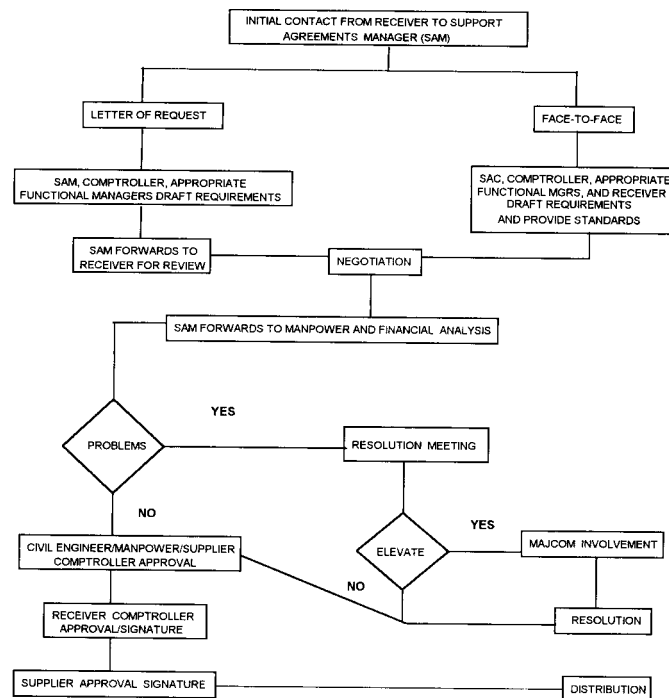 INITIAL CONTACT FROM RECEIVER TO SUPPORT
AGREEMENTS MANAGER (SAM)
LETTER OF REQUEST
FACE-TO-FACE
SAM, COMPTROLLER, APPROPRIATE
FUNCTIONAL MANAGERS DRAFT REQUIREMENTS
SAC, COMPTROLLER, APPROPRIATE
FUNCTIONAL MGRS, AND RECEIVER
DRAFT REQUIREMENTS
AND PROVIDE STANDARDS
SAM FORWARDS TO
RECEIVER FOR REVIEW
NEGOTIATION
SAM FORWARDS TO MANPOWER AND FINANCIAL ANALYSIS
YES
PROBLEMS
RESOLUTION MEETING
NO
YES
CIVIL ENGINEER/MANPOWER/SUPPLIER
COMPTROLLER APPROVAL
ELEVATE
MAJCOM INVOLVEMENT
NO
RECEIVER COMPTROLLER
APPROVAL/SIGNATURE
RESOLUTION
SUPPLIER APPROVAL SIGNATURE
DISTRIBUTION